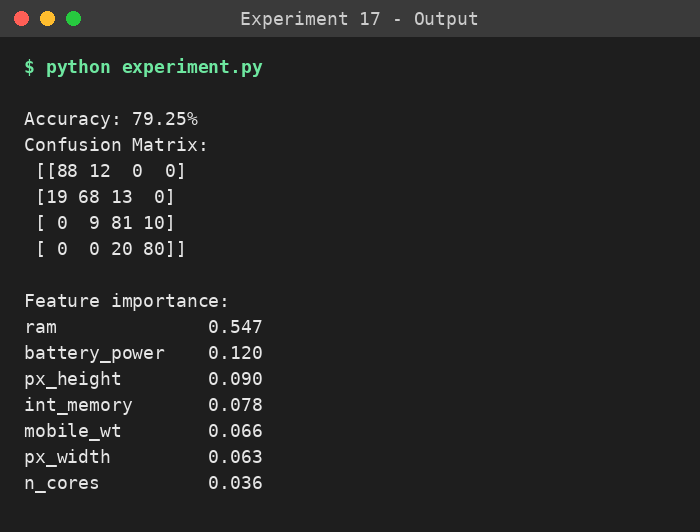 Experiment 17 - Output
$ python experiment.py
Accuracy: 79.25%
Confusion Matrix:
[[88 12  0  0]
[19 68 13  0]
[ 0  9 81 10]
[ 0  0 20 80]]
Feature importance:
ram              0.547
battery_power    0.120
px_height        0.090
int_memory       0.078
mobile_wt        0.066
px_width         0.063
n_cores          0.036